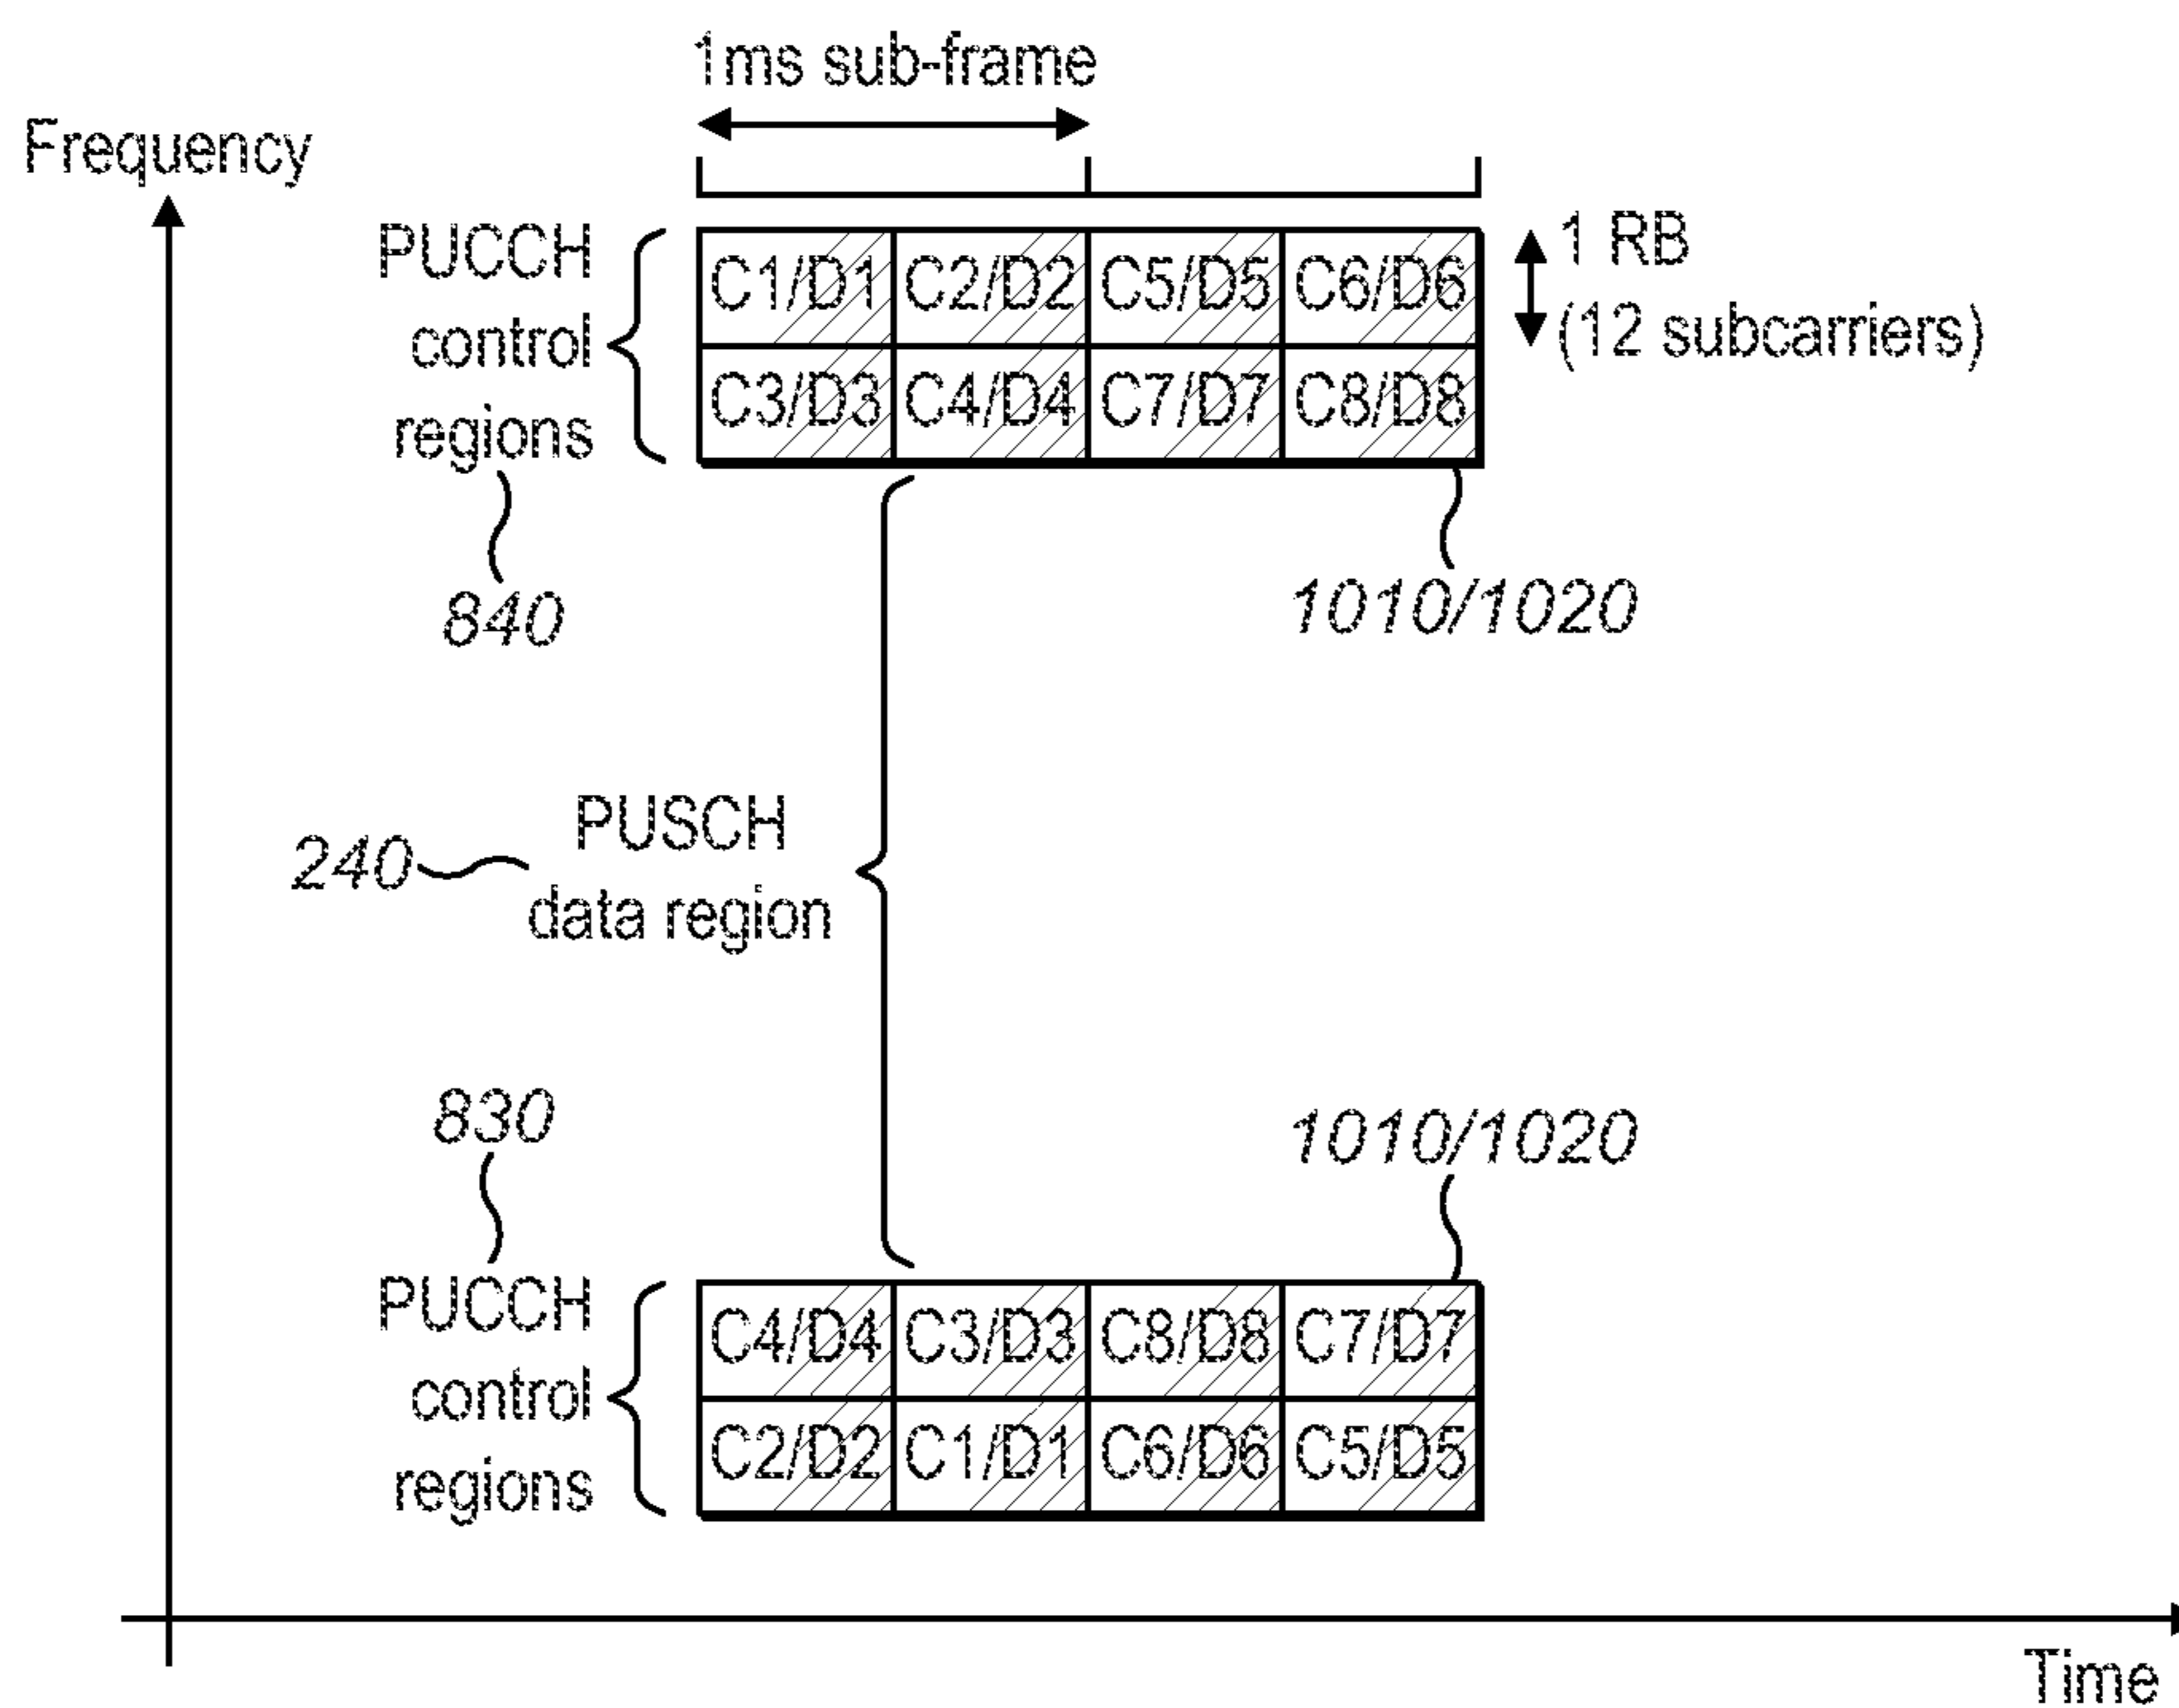 1ms sub-frame
Frequency
PUCCH
control
regions
C1/D1 C2/D2 C5/D5 C6/D6
C3/D3 C4/D4 C7/D7 C8/D8
1 RB
(12 subcarriers)
840
1010/1020
PUSCH
data region
240
830
1010/1020
PUCCH
control
regions
C4/D4 C3/D3 C8/D8 C7/D7
C2/D2 C1/D1 C6/D6 C5/D5
Time